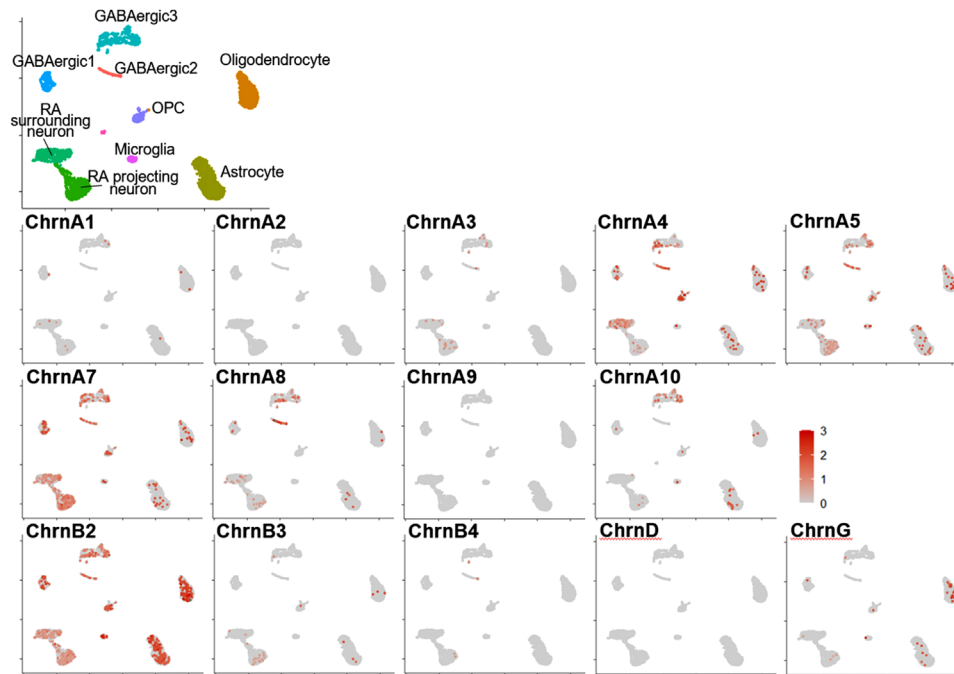 GABAergic3
GABAergic1
GABAergic2
Oligodendrocyte
RA
surrounding
neuron
OPC
Microglia
RA projecting
neuron
Astrocyte
ChrnA1
ChrnA2
ChrnA3
ChrnA4
ChrnA5
ChrnA7
ChrnA8
ChrnA9
ChrnA10
3
2
1
0
ChrnB2
ChrnB3
ChrnB4
ChrnD
ChrnG